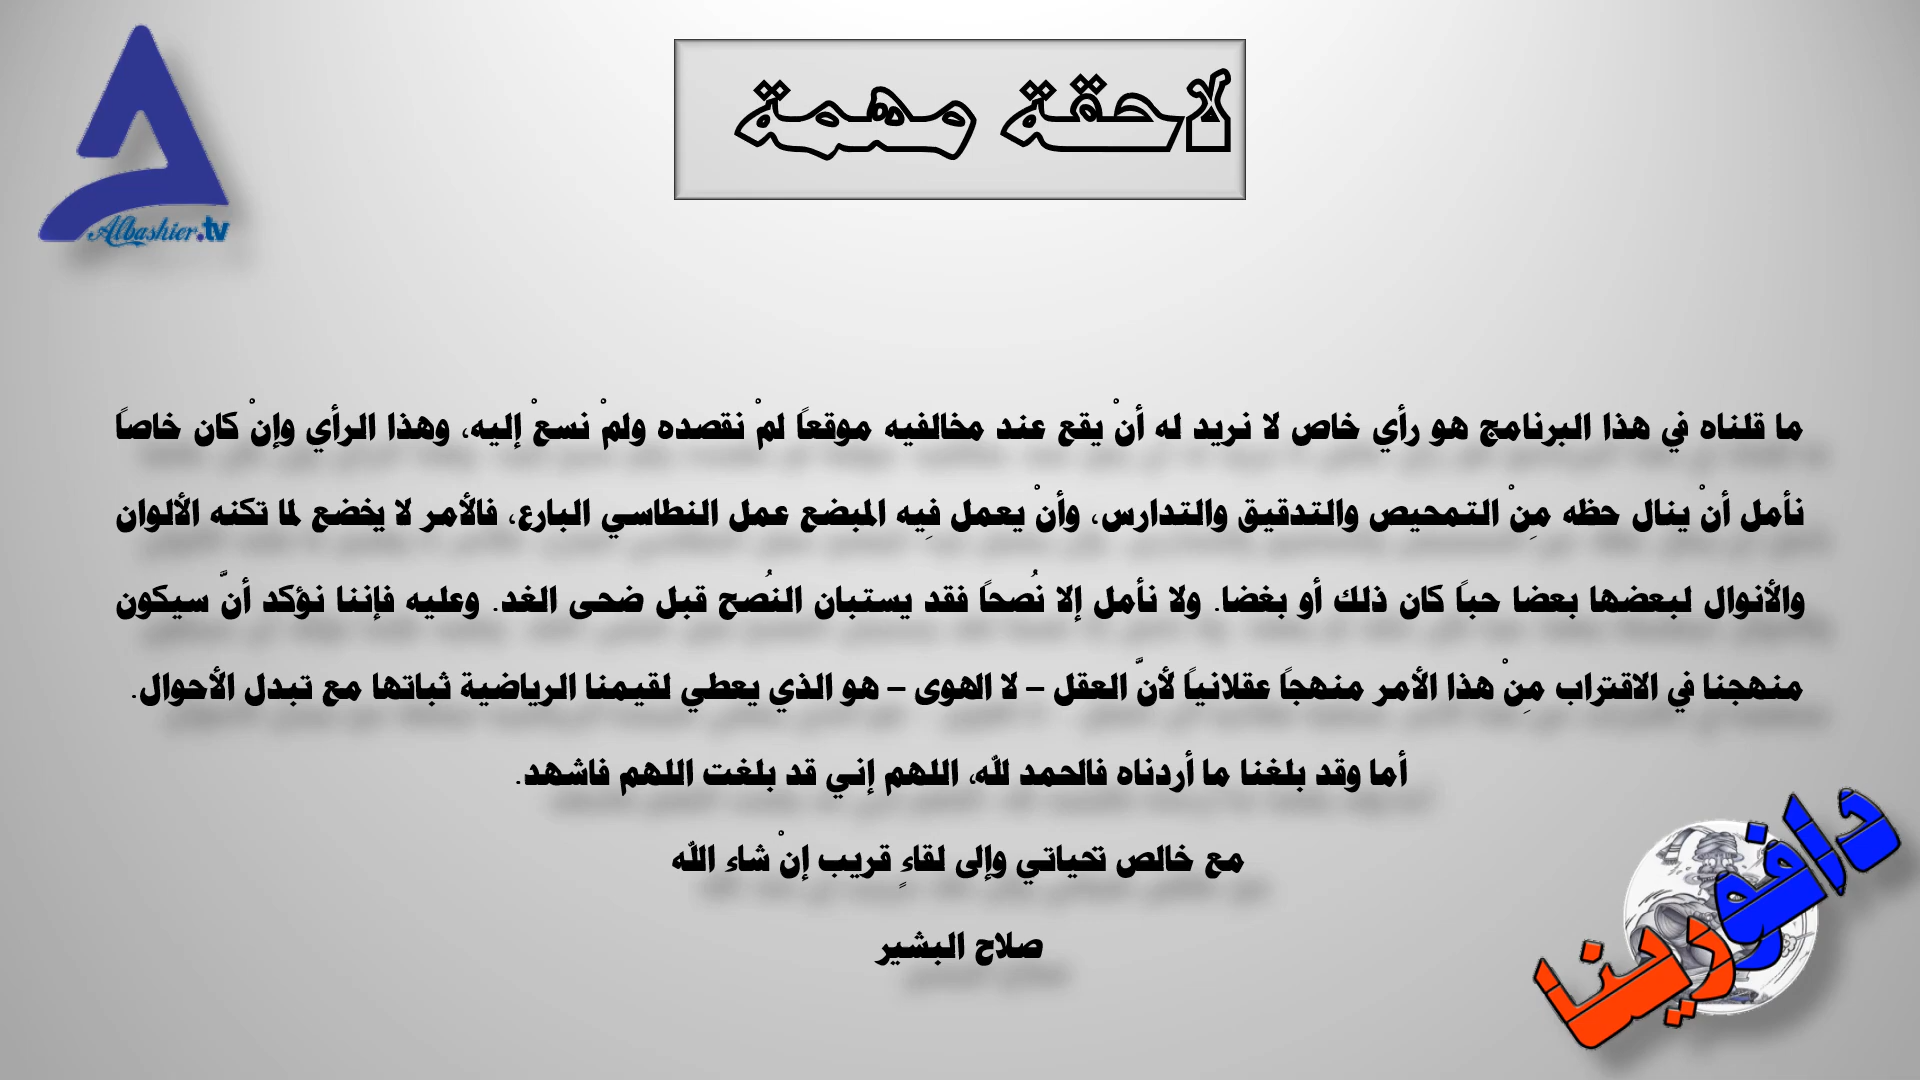 Albashier.tv
لاحقة مهمة
ما قلناه في هذا البرنامج هو رأي خاص لا نريد له أنْ يقع عند مخالفيه موقعاً لمْ نقصده ولمْ نسعْ إليه، وهذا الرأي وإنْ كان خاصاً
نأمل أنْ ينال حظه مِنْ التمحيص والتدقيق والتدارس، وأنْ يعمل فِيه المبضع عمل النطاسي البارع، فالأمر لا يخضع لما تكنه الألوان
والأنوال لبعضها بعضا حباً كان ذلك أو بغضا. ولا نأمل إلا نُصحاً فقد يستبان النُصح قبل ضحى الغد. وعليه فإننا نؤكد أنَّ سيكون
منهجنا في الاقتراب مِنْ هذا الأمر منهجاً عقلانياً لأنَّ العقل – لا الهوى – هو الذي يعطي لقيمنا الرياضية ثباتها مع تبدل الأحوال.
أما وقد بلغنا ما أردناه فالحمد لله، اللهم إني قد بلغت اللهم فاشهد.
مع خالص تحياتي وإلى لقاءٍ قريب إنْ شاء الله
صلاح البشير
دافورينا